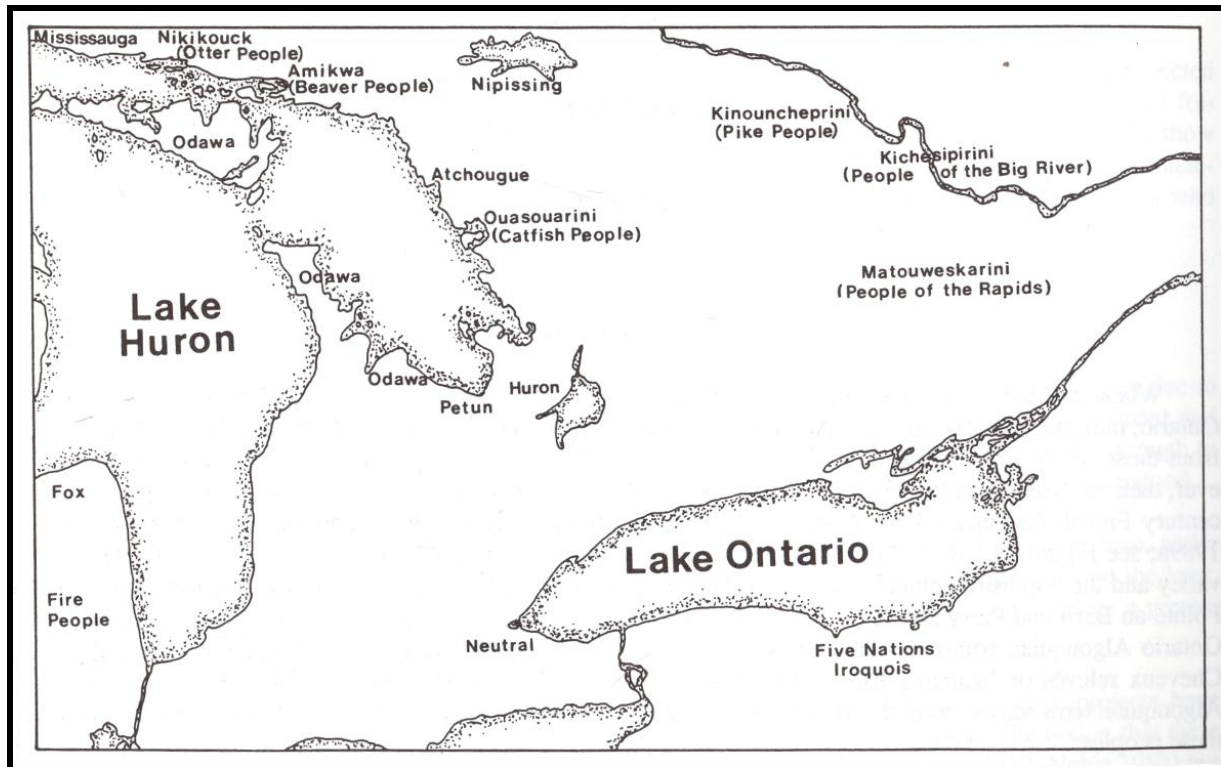 Mississauga
Nikikouck
(Otter People)
Amikwa
(Beaver People)
Nipissing
Odawa
Kinouncheprini
(Pike People)
Kichesipirini
(People of the Big River)
Atchougue
Ouasouarini
(Catfish People)
Odawa
Matouweskarini
(People of the Rapids)
Lake
Huron
Odawa
Petun
Huron
Fox
Lake Ontario
Fire
People
Neutral
Five Nations
Iroquois